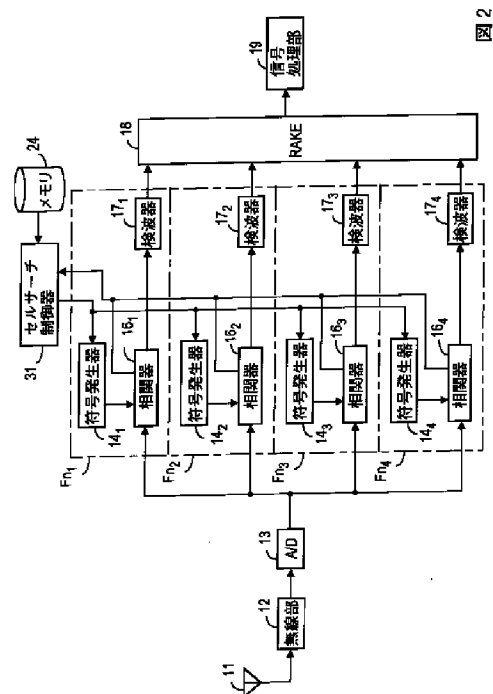 図 2
11
12
無線部
13
A/D
Fn₁
符号発生器
14₁
相関器
16₁
17₁
検波器
Fn₂
符号発生器
14₂
相関器
16₂
17₂
検波器
Fn₃
符号発生器
14₃
相関器
16₃
17₃
検波器
Fn₄
符号発生器
14₄
相関器
16₄
17₄
検波器
31
セルサーチ
制御器
24
メモリ
18
RAKE
19
信号
処理部